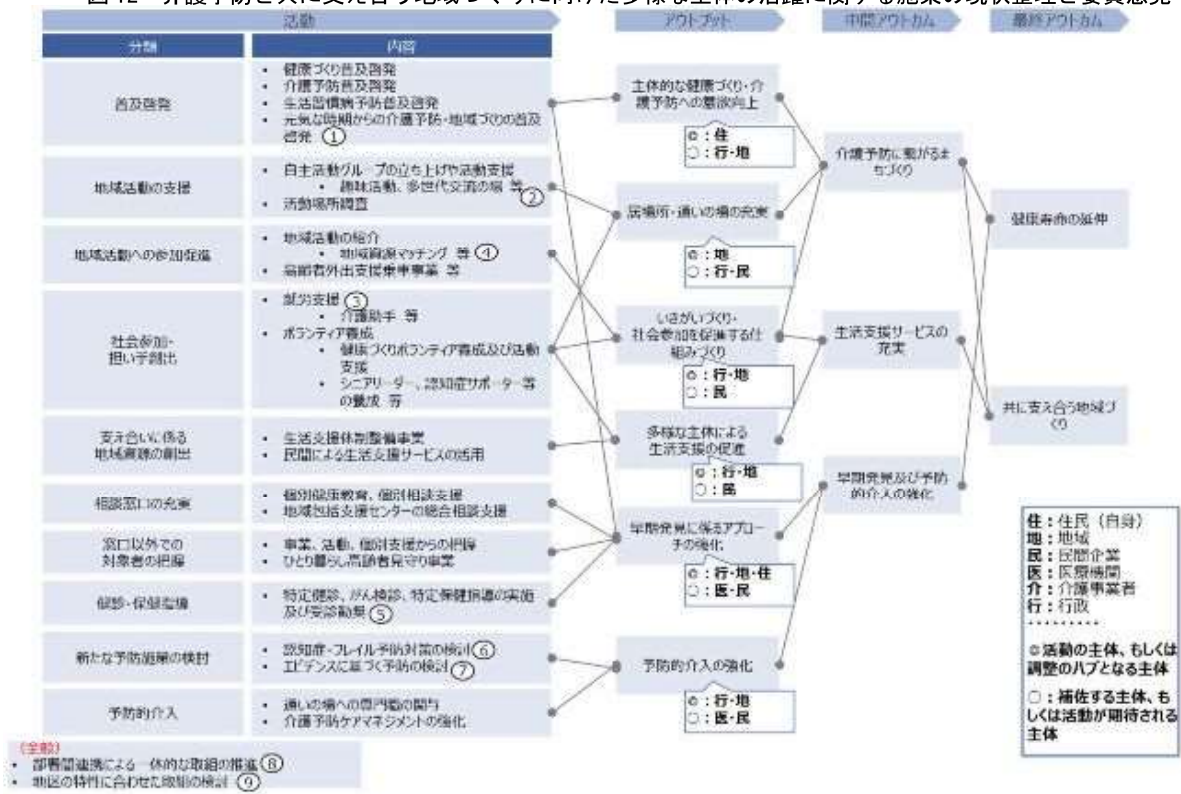 図12 介護予防と共に支え合う地域づくりに向けた多様な主体の活躍に関する施策の現状整理と委員意見
活動
アウトプット
中間アウトカム
最終アウトカム
分類
内容
普及啓発
• 健康づくり普及啓発
• 介護予防普及啓発
• 生活習慣病予防普及啓発
• 元気な時期からの介護予防・地域づくりの普及
啓発 ①
地域活動の支援
• 自主活動グループの立ち上げや活動支援
• 趣味活動、多世代交流の場 等 ②
• 活動場所調査
地域活動への参加促進
• 地域活動の紹介
• 地域資源マッチング 等 ④
• 高齢者外出支援乗車事業 等
社会参加・
担い手創出
• 就労支援 ③
• 介護助手 等
• ボランティア養成
• 健康づくりボランティア養成及び活動
支援
• シニアリーダー、認知症サポーター等
の養成 等
支え合いに係る
地域資源の創出
• 生活支援体制整備事業
• 民間による生活支援サービスの活用
相談窓口の充実
• 個別健康教育、個別相談支援
• 地域包括支援センターの総合相談支援
窓口以外での
対象者の把握
• 事業、活動、個別支援からの把握
• ひとり暮らし高齢者見守り事業
健診・保健指導
• 特定健診、がん検診、特定保健指導の実施
及び受診勧奨 ⑤
新たな予防施策の検討
• 認知症・フレイル予防対策の検討 ⑥
• エビデンスに基づく予防の検討 ⑦
予防的介入
• 通いの場への専門職の関与
• 介護予防ケアマネジメントの強化
(全般)
• 部署間連携による一体的な取組の推進 ⑧
• 地区の特性に合わせた取組の検討 ⑨
主体的な健康づくり・介
護予防への意欲向上
◎:住
○:行・地
居場所・通いの場の充実
◎:地
○:行・民
いきがいづくり・
社会参加を促進する仕
組みづくり
◎:行・地
○:民
多様な主体による
生活支援の促進
◎:行・地
○:民
早期発見に係るアプロー
チの強化
◎:行・地・住
○:医・民
予防的介入の強化
◎:行・地
○:医・民
介護予防に繋がるま
ちづくり
生活支援サービスの
充実
早期発見及び予防
的介入の強化
健康寿命の延伸
共に支え合う地域づ
くり
住:住民(自身)
地:地域
民:民間企業
医:医療機関
介:介護事業者
行:行政
・・・・・・・・・
◎活動の主体、もしくは
調整のハブとなる主体
○:補佐する主体、も
しくは活動が期待される
主体